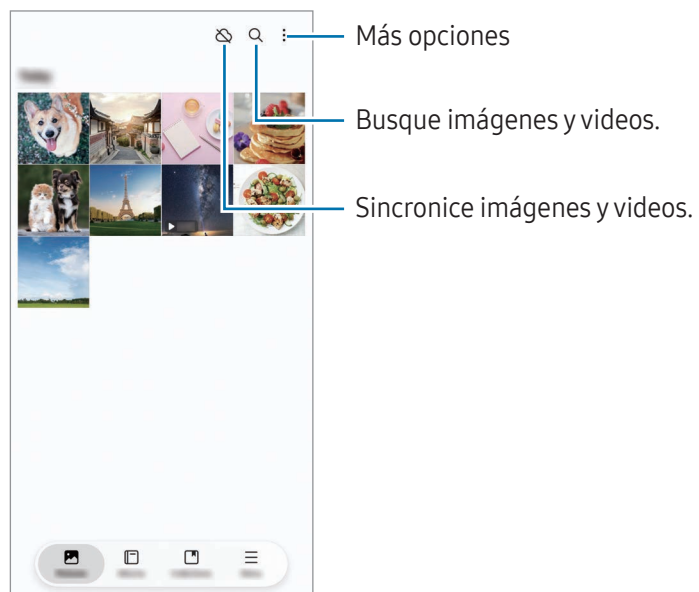 Más opciones
Busque imágenes y videos.
Sincronice imágenes y videos.